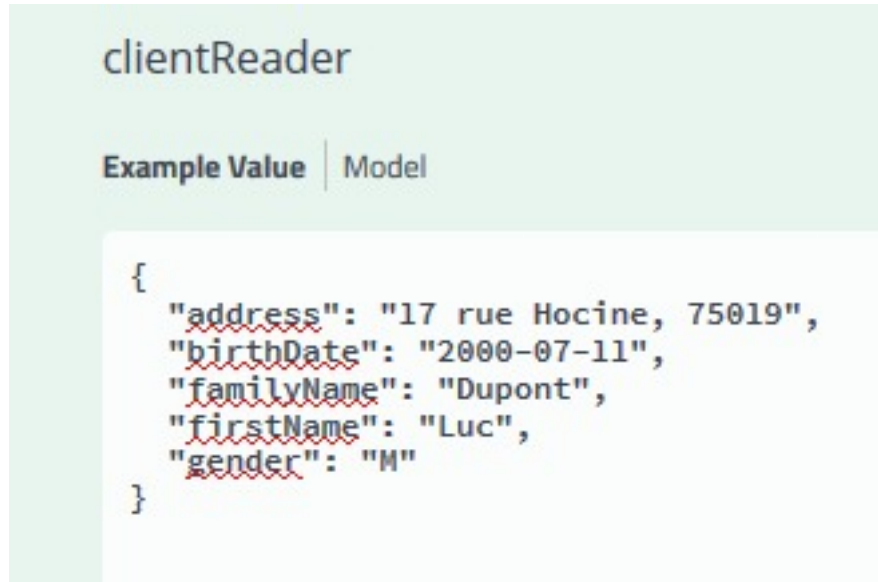 clientReader
Example Value | Model
{
"address": "17 rue Hocine, 75019",
"birthDate": "2000-07-11",
"familyName": "Dupont",
"firstName": "Luc",
"gender": "M"
}